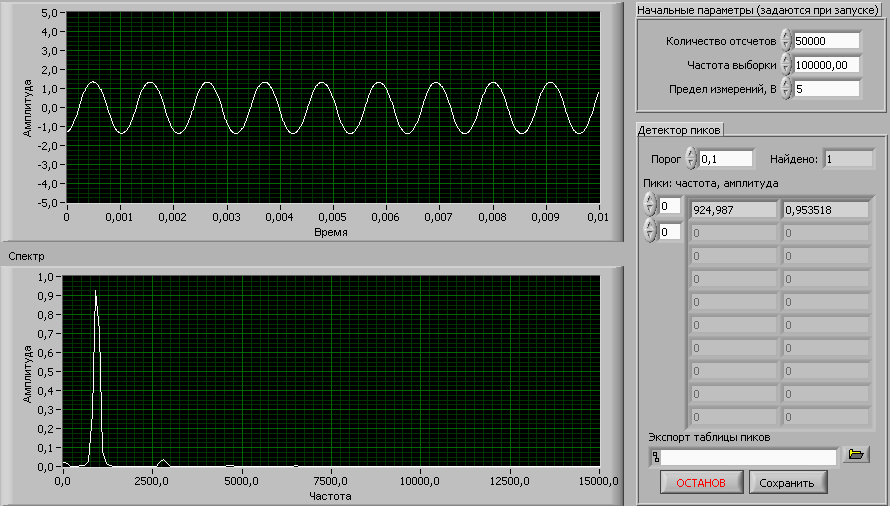 5,0
4,0
3,0
2,0
1,0
0,0
-1,0
-2,0
-3,0
-4,0
-5,0
Амплитуда
0 0,001 0,002 0,003 0,004 0,005 0,006 0,007 0,008 0,009 0,01
Время
Спектр
1,0
0,9
0,8
0,7
0,6
0,5
0,4
0,3
0,2
0,1
0,0
Амплитуда
0,0 2500,0 5000,0 7500,0 10000,0 12500,0 15000,0
Частота
Начальные параметры (задаются при запуске)
Количество отсчетов 50000
Частота выборки 100000,00
Предел измерений, В 5
Детектор пиков
Порог 0,1 Найдено: 1
Пики: частота, амплитуда
0 924,987 0,953518
0 0 0
0 0
0 0
0 0
0 0
0 0
0 0
0 0
0 0
Экспорт таблицы пиков
ОСТАНОВ Сохранить